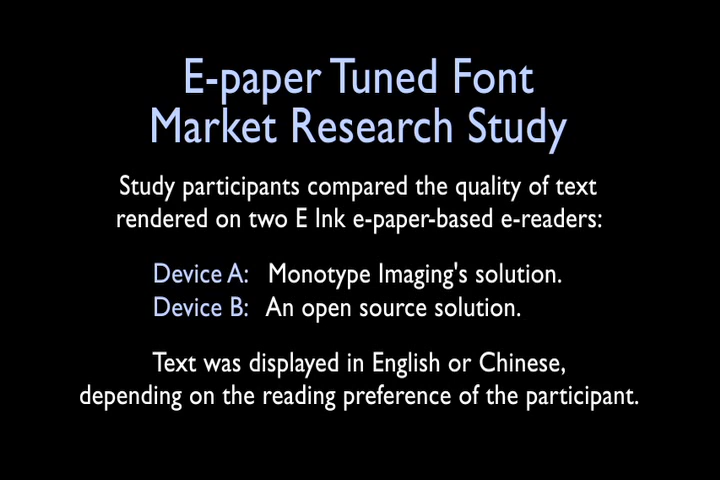 E-paper Tuned Font
Market Research Study
Study participants compared the quality of text
rendered on two E Ink e-paper-based e-readers:
Device A: Monotype Imaging's solution.
Device B: An open source solution.
Text was displayed in English or Chinese,
depending on the reading preference of the participant.